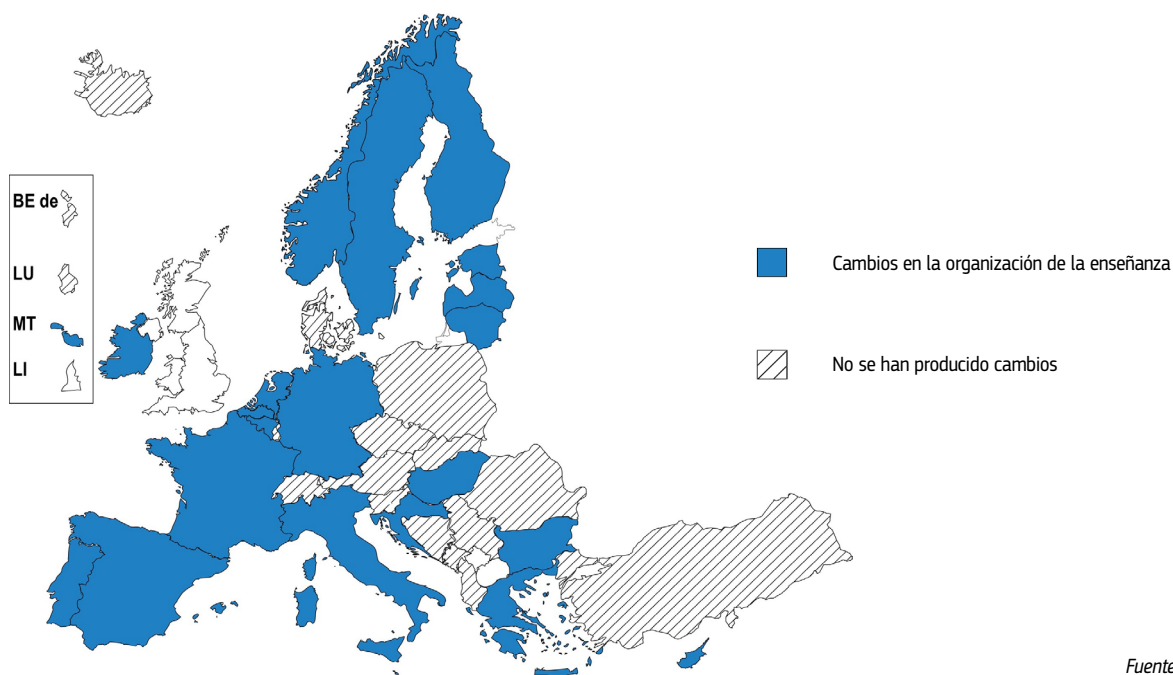 BE de
LU
MT
LI
Cambios en la organización de la enseñanza
No se han producido cambios
Fuente